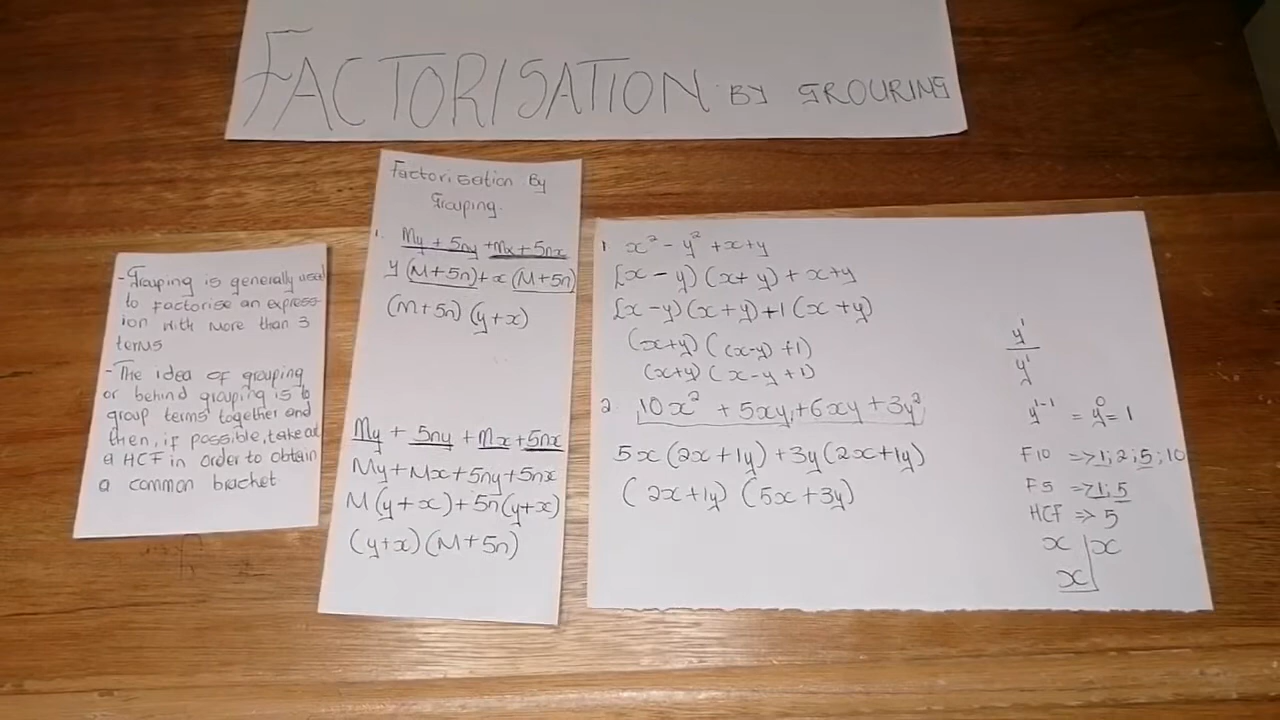 FACTORISATION BY GROURING
- Grouping is generally used
to factorise an express
ion with more than 3
terms
- The idea of grouping
or behind grouping is to
group terms together and
then, if possible, take out
a HCF in order to obtain
a common bracket
Factorisation By
Grouping.
1. My + 5ny + Mx + 5nx
y (M+5n) + x (M+5n)
(M+5n) (y+x)
My + 5ny + Mx + 5nx
My + Mx + 5ny + 5nx
M(y+x) + 5n(y+x)
(y+x) (M+5n)
1. x² - y² + x + y
(x - y) (x + y) + x + y
(x - y) (x + y) + 1 (x + y)
(x+y) ((x-y) + 1)
(x+y) (x - y + 1)
2. 10x² + 5xy + 6xy + 3y²
5x (2x + 1y) + 3y (2x + 1y)
(2x + 1y) (5x + 3y)
y¹
y¹
y¹⁻¹ = y⁰ = 1
F10 => 1; 2; 5; 10
F5 => 1; 5
HCF => 5
x | x
x